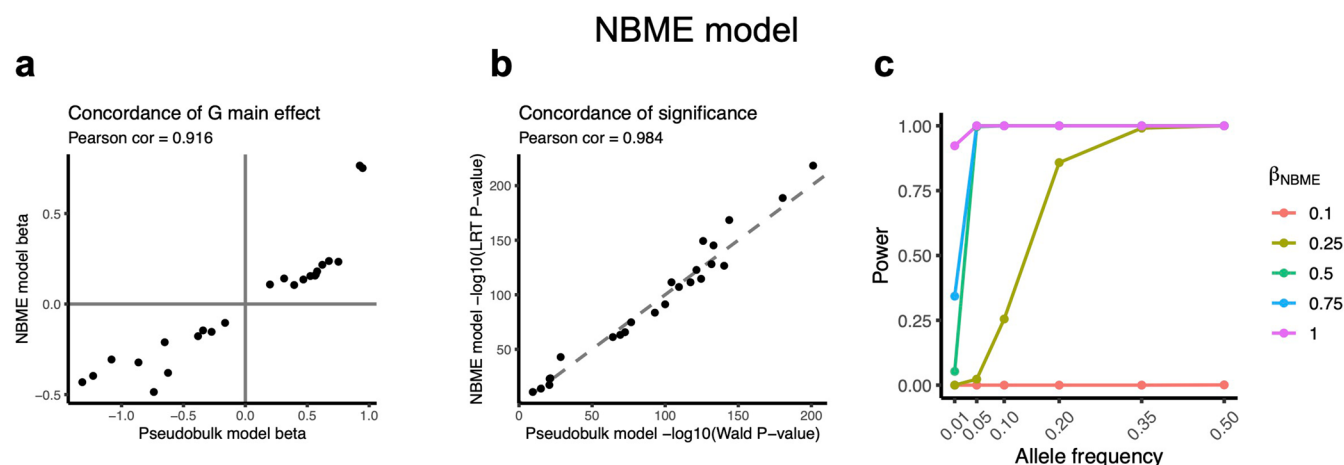 NBME model
a
Concordance of G main effect
Pearson cor = 0.916
NBME model beta
0.5
0.0
−0.5
−1.0
−0.5
0.0
0.5
1.0
Pseudobulk model beta
b
Concordance of significance
Pearson cor = 0.984
NBME model −log10(LRT P−value)
200
150
100
50
0
50
100
150
200
Pseudobulk model −log10(Wald P−value)
c
Power
1.00
0.75
0.50
0.25
0.00
0.01
0.05
0.10
0.20
0.35
0.50
Allele frequency
βNBME
0.1
0.25
0.5
0.75
1